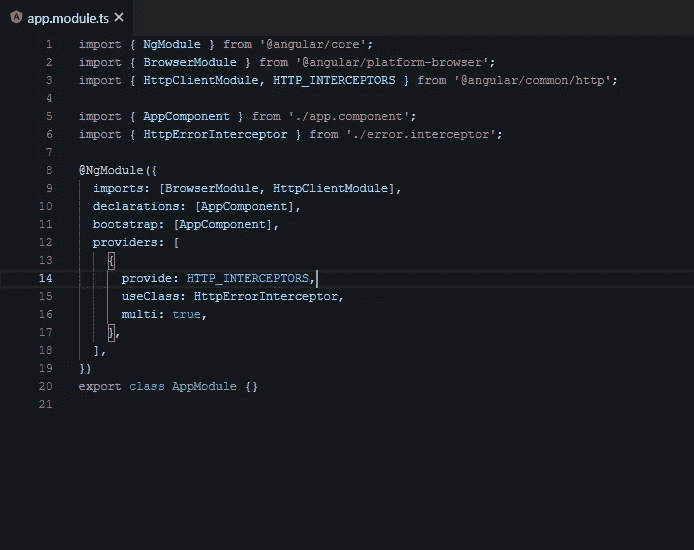 app.module.ts
1 import { NgModule } from '@angular/core';
2 import { BrowserModule } from '@angular/platform-browser';
3 import { HttpClientModule, HTTP_INTERCEPTORS } from '@angular/common/http';
4
5 import { AppComponent } from './app.component';
6 import { HttpErrorInterceptor } from './error.interceptor';
7
8 @NgModule({
9   imports: [BrowserModule, HttpClientModule],
10   declarations: [AppComponent],
11   bootstrap: [AppComponent],
12   providers: [
13     {
14       provide: HTTP_INTERCEPTORS,
15       useClass: HttpErrorInterceptor,
16       multi: true,
17     },
18   ],
19 })
20 export class AppModule {}
21